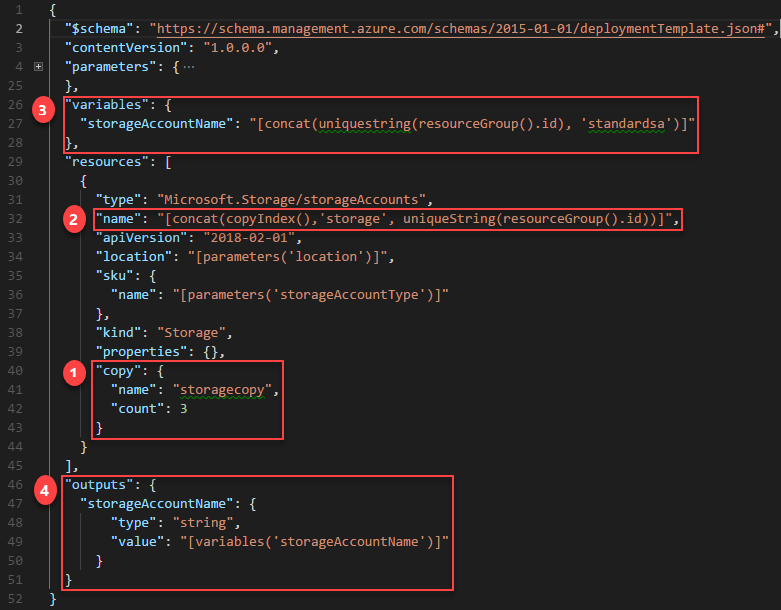 1 {
2 "$schema": "https://schema.management.azure.com/schemas/2015-01-01/deploymentTemplate.json#",
3 "contentVersion": "1.0.0.0",
4 "parameters": { ...
25 },
3 26 "variables": {
27 "storageAccountName": "[concat(uniquestring(resourceGroup().id), 'standardsa')]"
28 },
29 "resources": [
30 {
31 "type": "Microsoft.Storage/storageAccounts",
2 32 "name": "[concat(copyIndex(),'storage', uniqueString(resourceGroup().id))]",
33 "apiVersion": "2018-02-01",
34 "location": "[parameters('location')]",
35 "sku": {
36 "name": "[parameters('storageAccountType')]"
37 },
38 "kind": "Storage",
39 "properties": {},
1 40 "copy": {
41 "name": "storagecopy",
42 "count": 3
43 }
44 }
45 ],
4 46 "outputs": {
47 "storageAccountName": {
48 "type": "string",
49 "value": "[variables('storageAccountName')]"
50 }
51 }
52 }